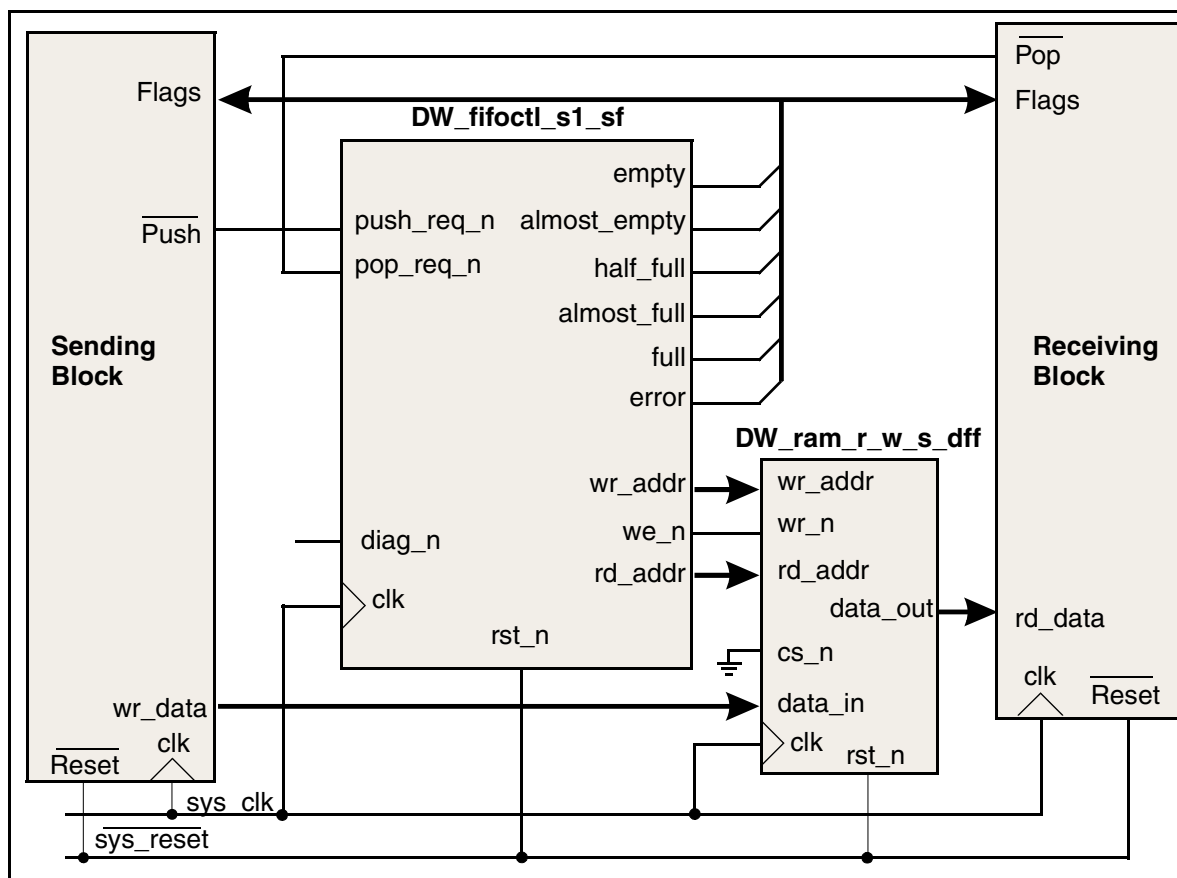 Flags
Push
Sending
Block
wr_data
Reset
clk
DW_fifoctl_s1_sf
push_req_n
pop_req_n
diag_n
clk
rst_n
empty
almost_empty
half_full
almost_full
full
error
wr_addr
we_n
rd_addr
DW_ram_r_w_s_dff
wr_addr
wr_n
rd_addr
data_out
cs_n
data_in
clk
rst_n
Pop
Flags
Receiving
Block
rd_data
clk
Reset
sys_clk
sys_reset